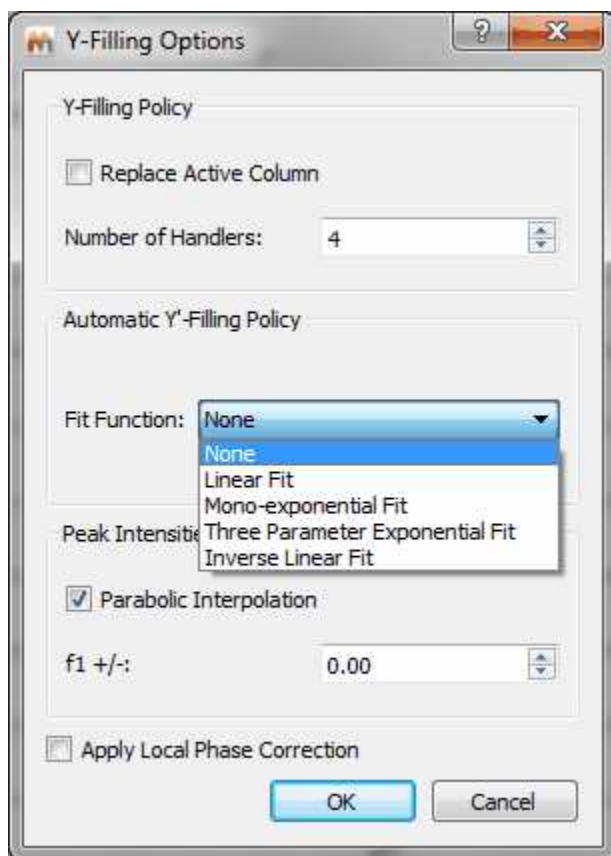 Y-Filling Options
Y-Filling Policy
Replace Active Column
Number of Handlers: 4
Automatic Y'-Filling Policy
Fit Function: None
None
Linear Fit
Mono-exponential Fit
Three Parameter Exponential Fit
Inverse Linear Fit
Peak
Parabolic Interpolation
f1 +/-: 0.00
Apply Local Phase Correction
OK Cancel